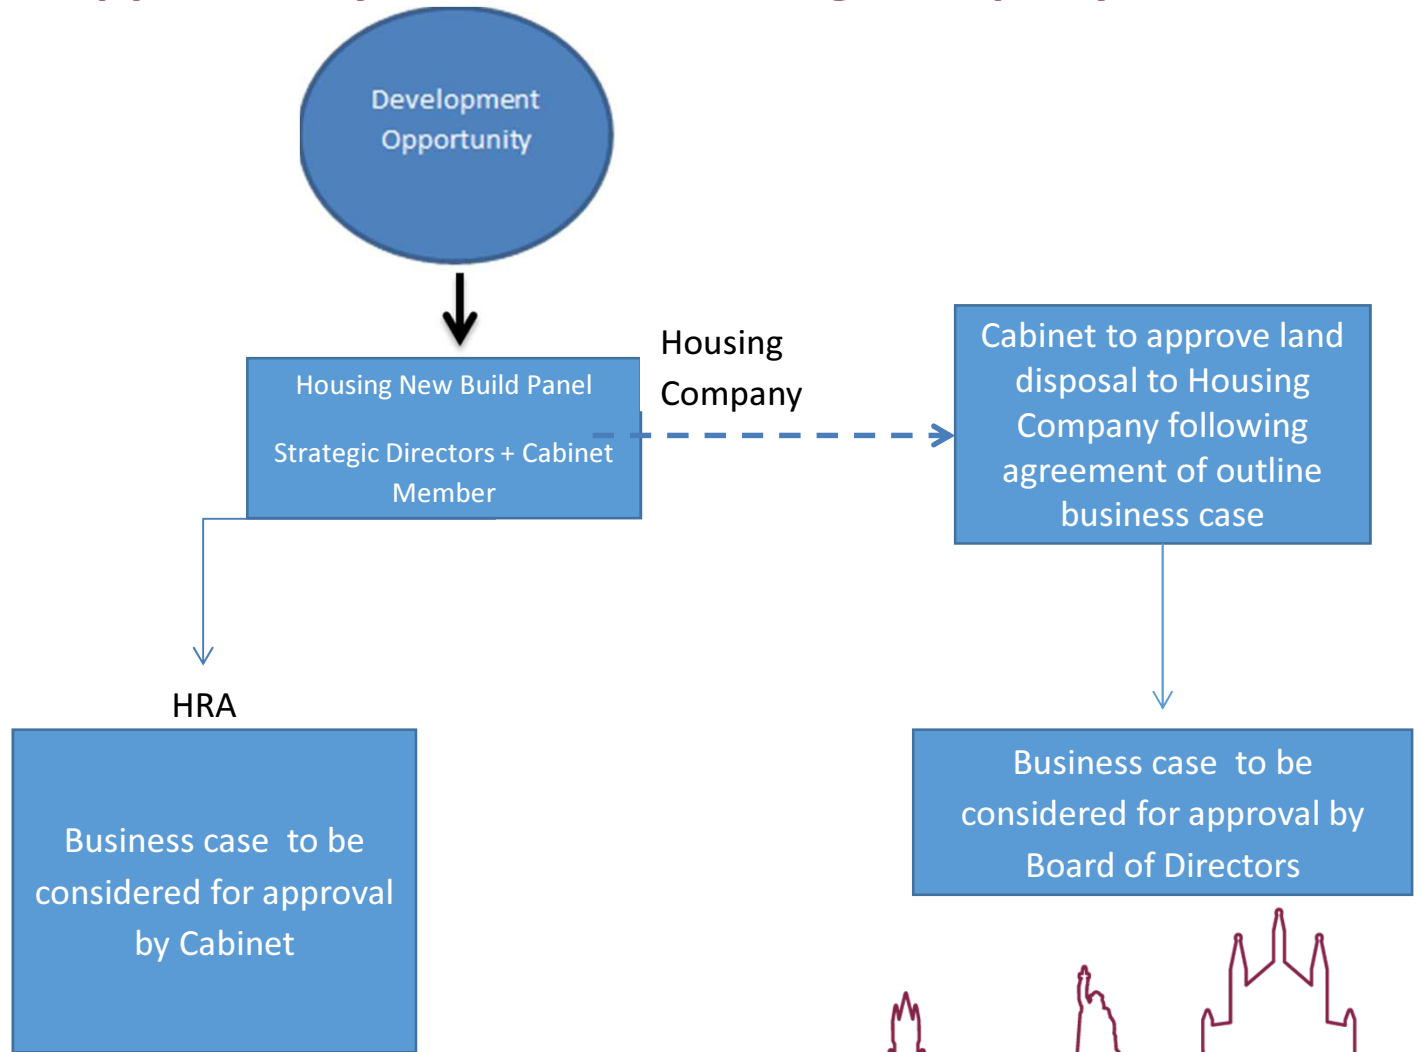 Development
Opportunity
Housing New Build Panel
Strategic Directors + Cabinet
Member
Housing
Company
Cabinet to approve land
disposal to Housing
Company following
agreement of outline
business case
HRA
Business case  to be
considered for approval
by Cabinet
Business case  to be
considered for approval by
Board of Directors